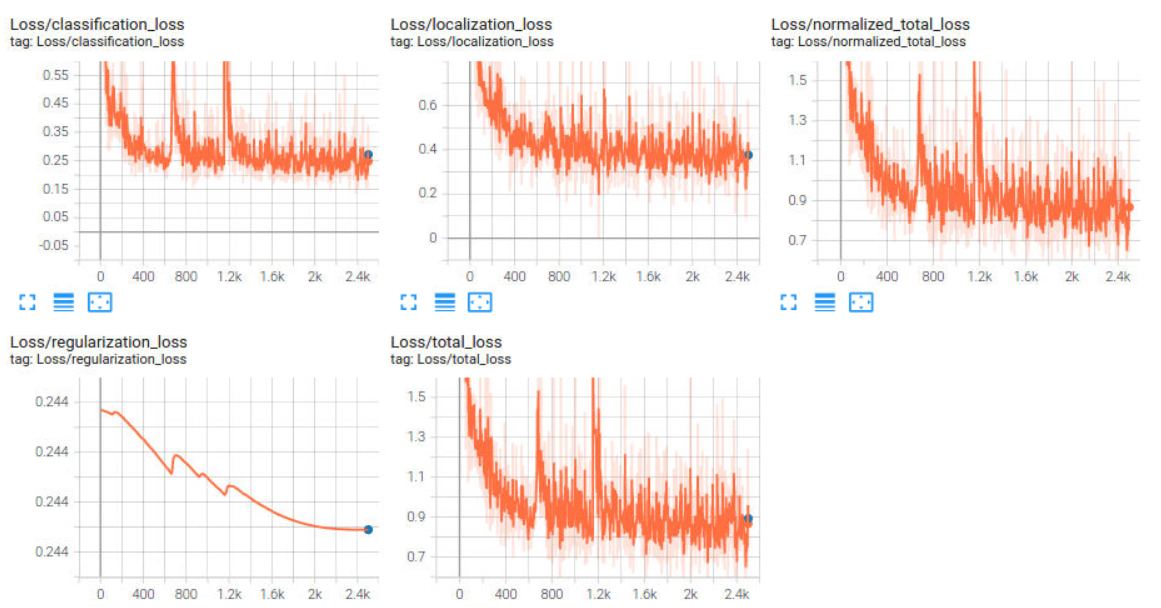 Loss/classification_loss
tag: Loss/classification_loss
0.55
0.45
0.35
0.25
0.15
0.05
-0.05
0 400 800 1.2k 1.6k 2k 2.4k
Loss/localization_loss
tag: Loss/localization_loss
0.6
0.4
0.2
0
0 400 800 1.2k 1.6k 2k 2.4k
Loss/normalized_total_loss
tag: Loss/normalized_total_loss
1.5
1.3
1.1
0.9
0.7
0 400 800 1.2k 1.6k 2k 2.4k
Loss/regularization_loss
tag: Loss/regularization_loss
0.244
0.244
0.244
0.244
0 400 800 1.2k 1.6k 2k 2.4k
Loss/total_loss
tag: Loss/total_loss
1.5
1.3
1.1
0.9
0.7
0 400 800 1.2k 1.6k 2k 2.4k